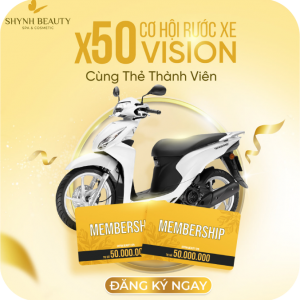 SHYNH BEAUTY
SPA & COSMETIC
X50 CƠ HỘI RƯỚC XE
VISION
Cùng Thẻ Thành Viên
MEMBERSHIP
50.000.000
MEMBERSHIP
50.000.000
ĐĂNG KÝ NGAY